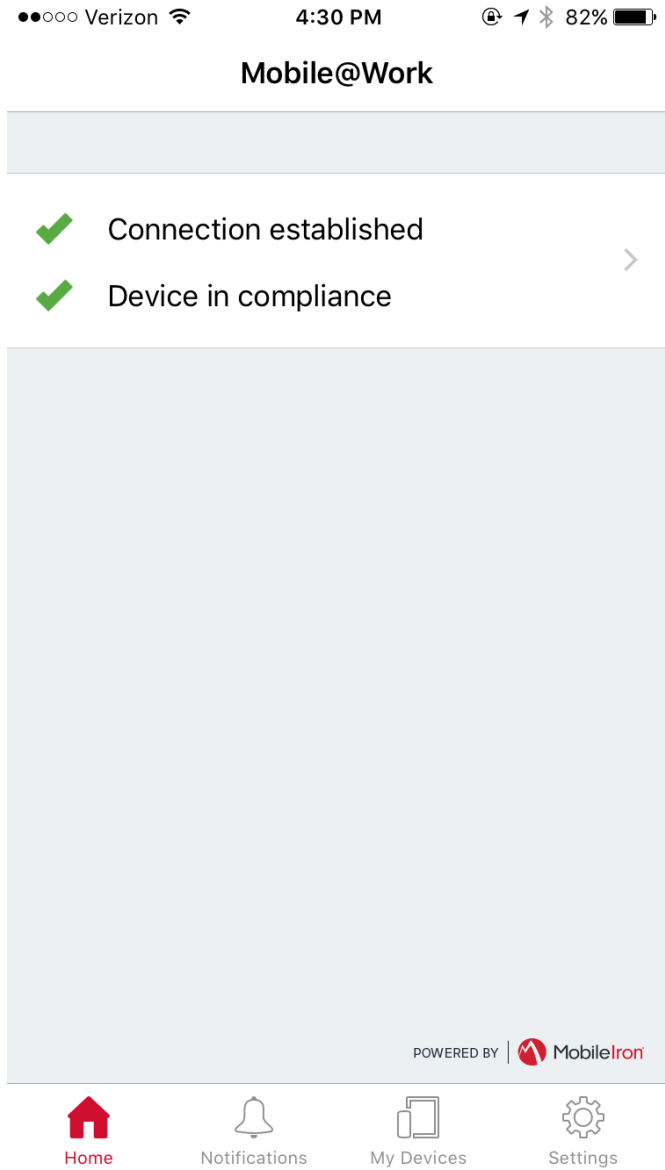 Verizon 4:30 PM 82%
Mobile@Work
Connection established
Device in compliance
POWERED BY MobileIron
Home Notifications My Devices Settings